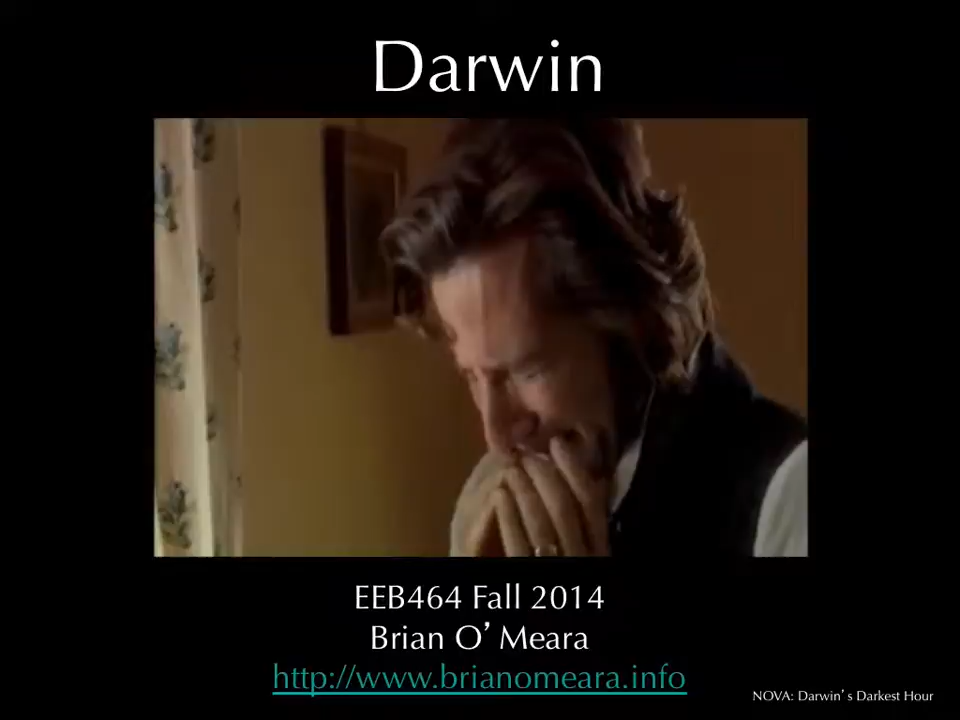 Darwin
EEB464 Fall 2014
Brian O’Meara
http://www.brianomeara.info
NOVA: Darwin’s Darkest Hour